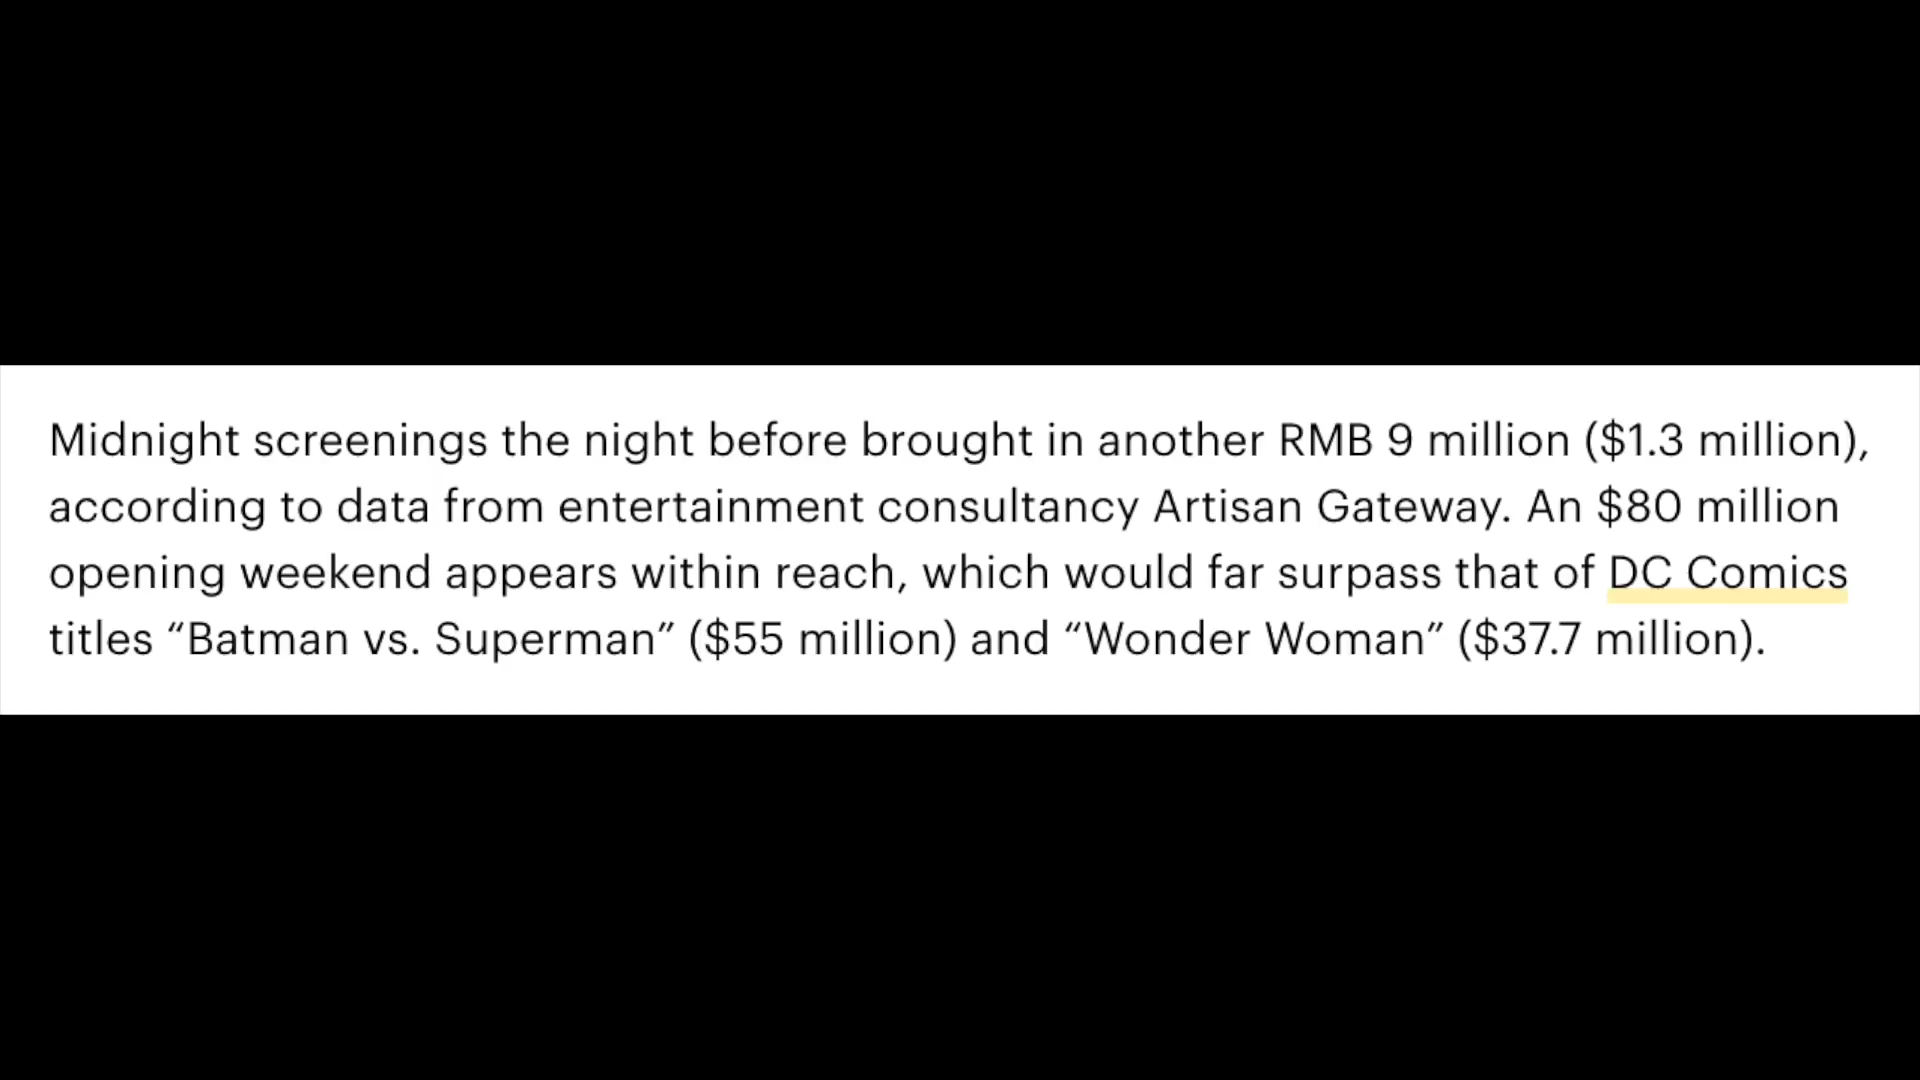 Midnight screenings the night before brought in another RMB 9 million ($1.3 million),
according to data from entertainment consultancy Artisan Gateway. An $80 million
opening weekend appears within reach, which would far surpass that of DC Comics
titles “Batman vs. Superman” ($55 million) and “Wonder Woman” ($37.7 million).